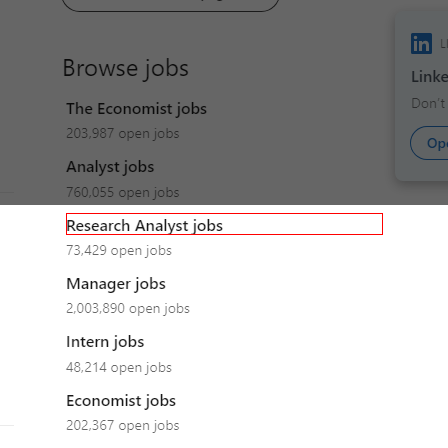 Browse jobs
The Economist jobs
203,987 open jobs
Analyst jobs
760,055 open jobs
Research Analyst jobs
73,429 open jobs
Manager jobs
2,003,890 open jobs
Intern jobs
48,214 open jobs
Economist jobs
202,367 open jobs
in
Linke
Don't
Ope